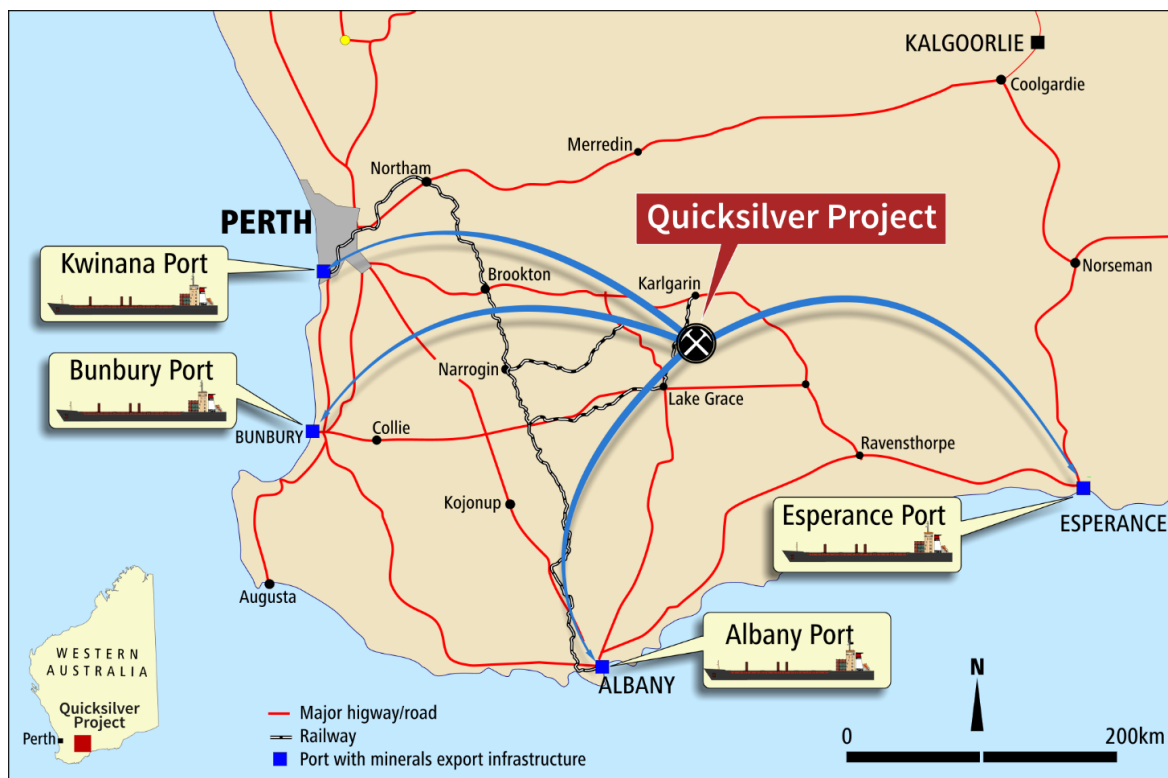 KALGOORLIE
Coolgardie
Merredin
Northam
Quicksilver Project
PERTH
Kwinana Port
Norseman
Karlgarin
Brookton
Bunbury Port
Narrogin
Lake Grace
BUNBURY
Collie
Ravensthorpe
Kojonup
Esperance Port
ESPERANCE
Augusta
Albany Port
ALBANY
WESTERN
AUSTRALIA
Quicksilver
Project
Perth
Major higway/road
Railway
Port with minerals export infrastructure
N
0 200km